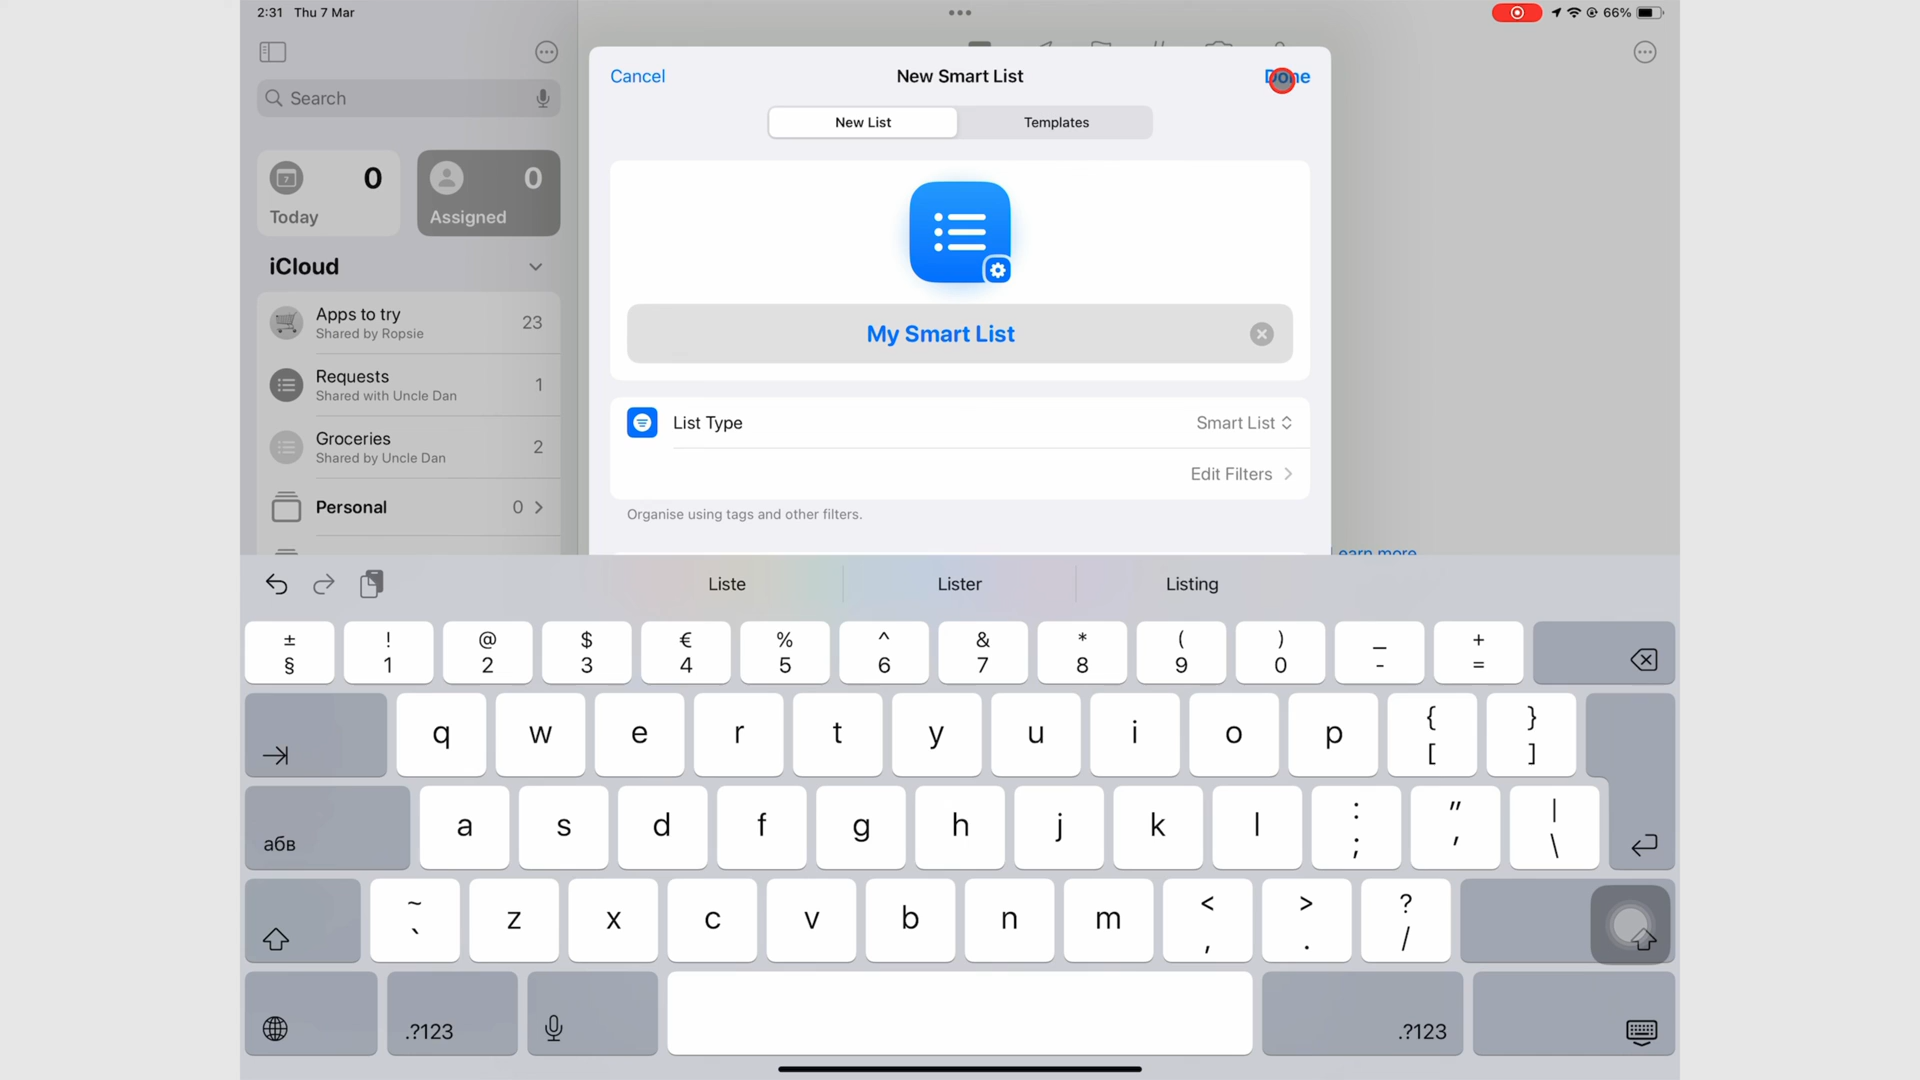 2:31 Thu 7 Mar
66%
Search
0
Today
0
Assigned
iCloud
Apps to try
Shared by Ropsie
23
Requests
Shared with Uncle Dan
1
Groceries
Shared by Uncle Dan
2
Personal
0
Cancel
New Smart List
Done
New List
Templates
My Smart List
List Type
Smart List
Edit Filters
Organise using tags and other filters.
earn more
Liste
Lister
Listing
± ! @ $ € % ^ & * ( ) _ +
§ 1 2 3 4 5 6 7 8 9 0 - =
q w e r t y u i o p { }
[ ]
абв a s d f g h j k l : " |
; ' \
~ z x c v b n m < > ?
` , . /
.?123
.?123